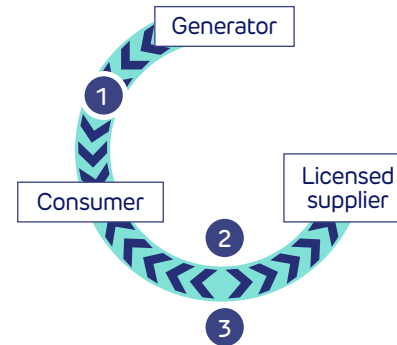 Generator
1
Consumer
Licensed
supplier
2
3